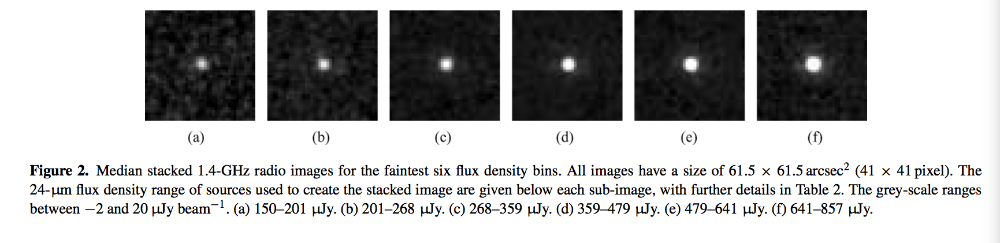 (a) (b) (c) (d) (e) (f)
Figure 2. Median stacked 1.4-GHz radio images for the faintest six flux density bins. All images have a size of 61.5 × 61.5 arcsec² (41 × 41 pixel). The
24-μm flux density range of sources used to create the stacked image are given below each sub-image, with further details in Table 2. The grey-scale ranges
between −2 and 20 μJy beam⁻¹. (a) 150–201 μJy. (b) 201–268 μJy. (c) 268–359 μJy. (d) 359–479 μJy. (e) 479–641 μJy. (f) 641–857 μJy.